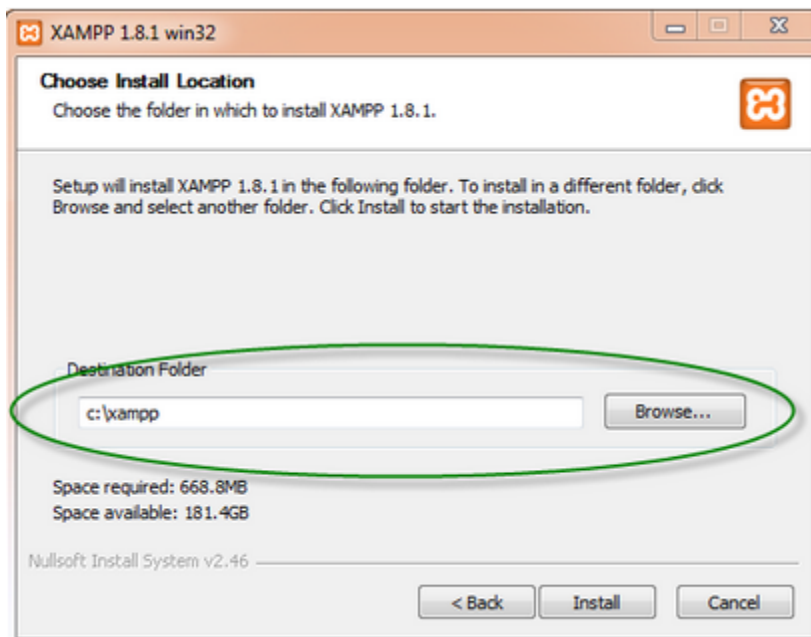 XAMPP 1.8.1 win32
Choose Install Location
Choose the folder in which to install XAMPP 1.8.1.
Setup will install XAMPP 1.8.1 in the following folder. To install in a different folder, click
Browse and select another folder. Click Install to start the installation.
Destination Folder
c:\xampp
Browse...
Space required: 668.8MB
Space available: 181.4GB
Nullsoft Install System v2.46
< Back
Install
Cancel